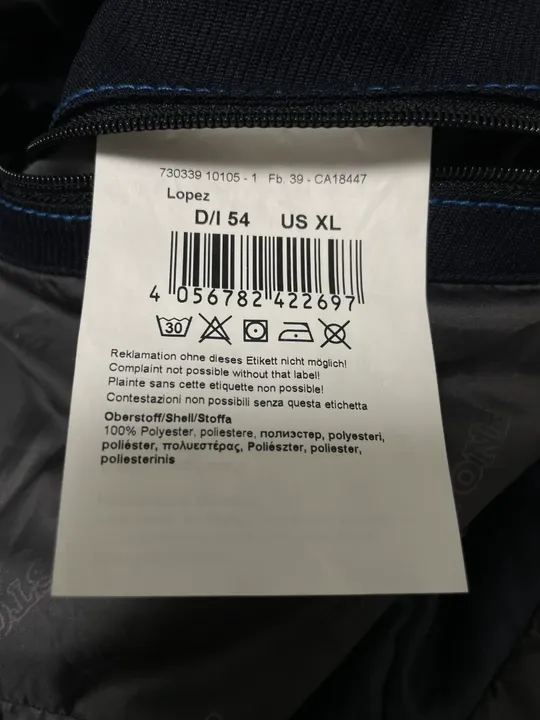 730339 10105 - 1 Fb. 39 - CA18447
Lopez
D/I 54 US XL
4 056782 422697
30
Reklamation ohne dieses Etikett nicht möglich!
Complaint not possible without that label!
Plainte sans cette etiquette non possible!
Contestazioni non possibili senza questa etichetta
Oberstoff/Shell/Stoffa
100% Polyester, poliestere, полиэстер, polyesteri,
poliéster, πολυεστέρας, Poliészter, poliester,
poliesterinis